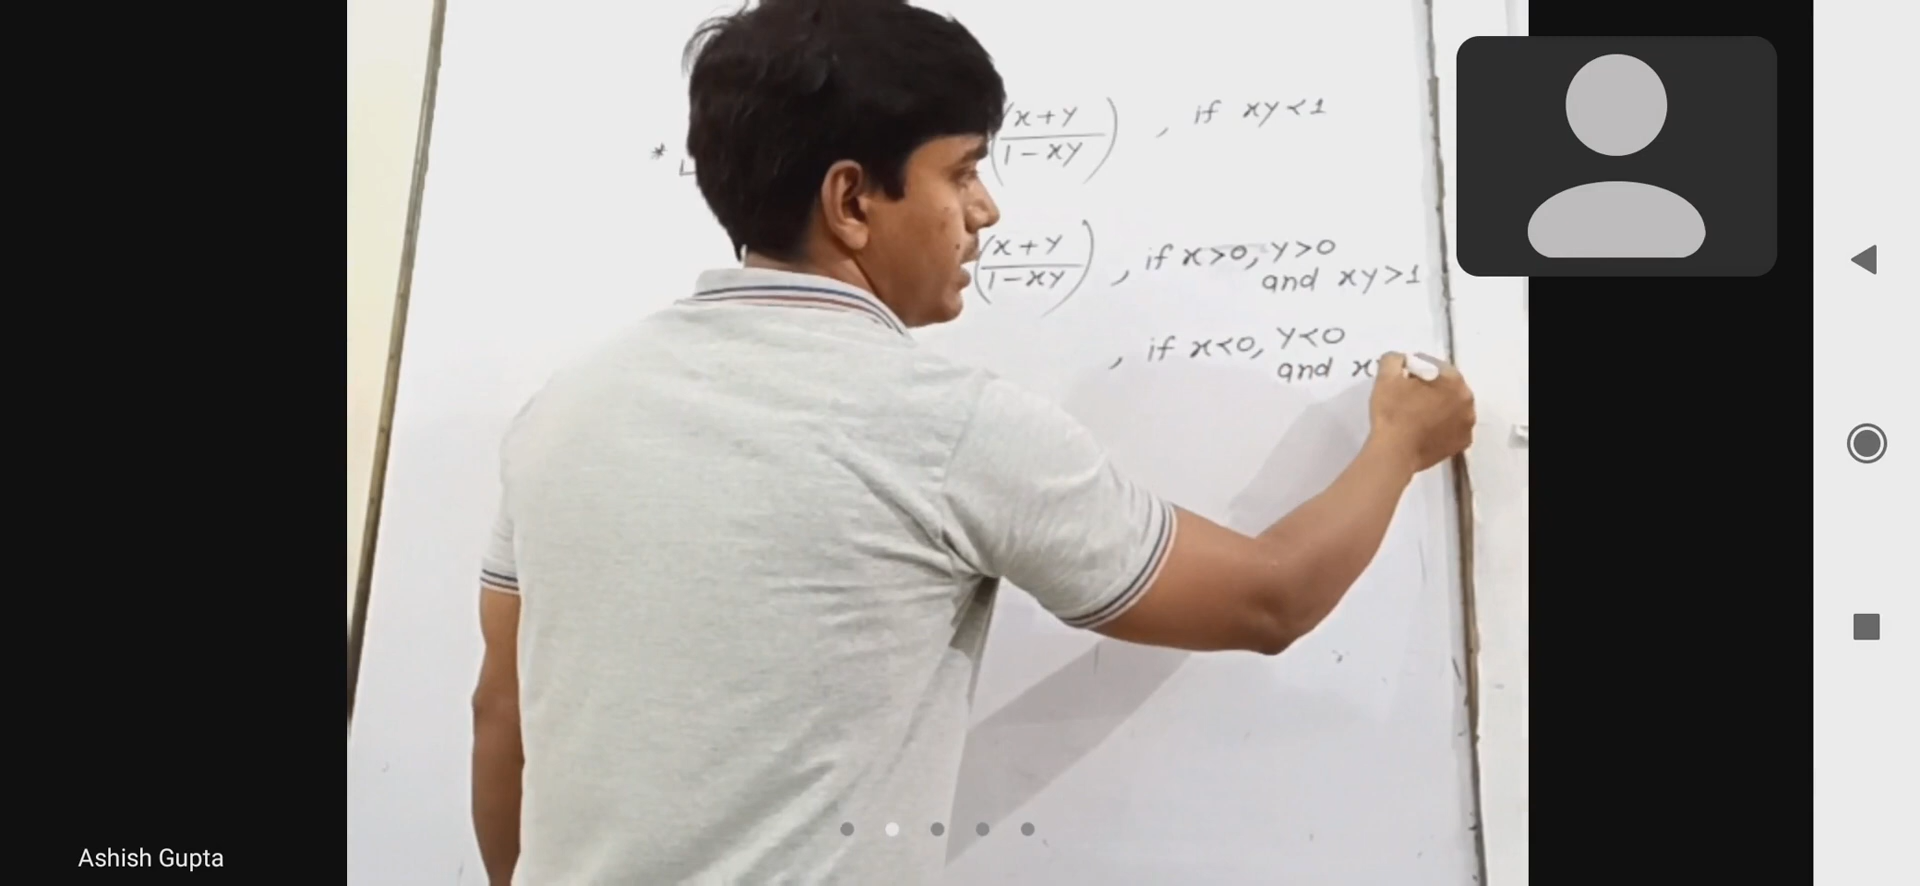 *
(x+y / 1-xy) , if xy<1
(x+y / 1-xy) , if x>0, y>0
and xy>1
, if x<0, y<0
and x
Ashish Gupta